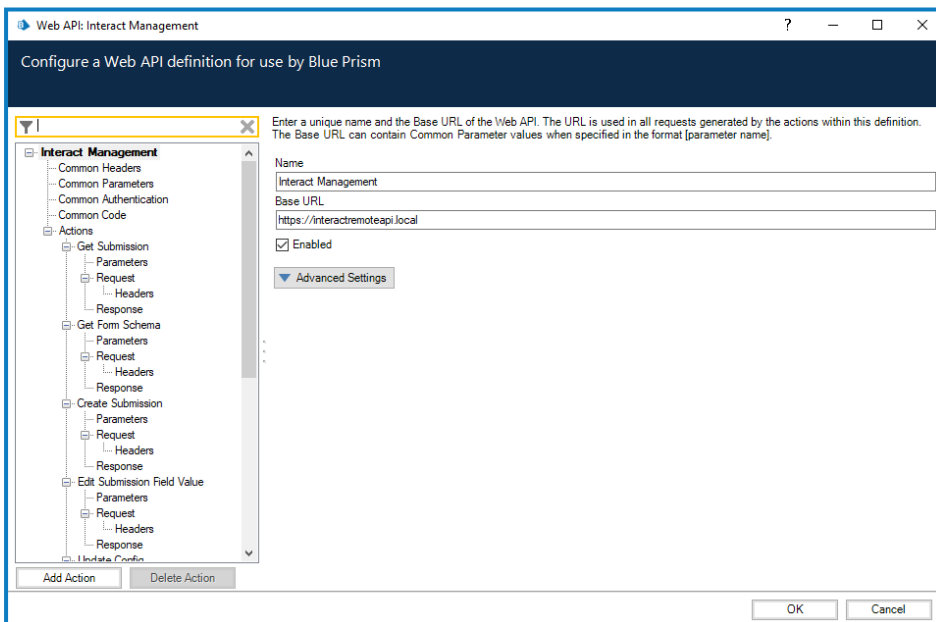 Web API: Interact Management
Configure a Web API definition for use by Blue Prism
Enter a unique name and the Base URL of the Web API. The URL is used in all requests generated by the actions within this definition.
The Base URL can contain Common Parameter values when specified in the format [parameter name].
Interact Management
Common Headers
Common Parameters
Common Authentication
Common Code
Actions
Get Submission
Parameters
Request
Headers
Response
Get Form Schema
Parameters
Request
Headers
Response
Create Submission
Parameters
Request
Headers
Response
Edit Submission Field Value
Parameters
Request
Headers
Response
Update Config
Name
Interact Management
Base URL
https://interactremoteapi.local
Enabled
Advanced Settings
Add Action
Delete Action
OK
Cancel